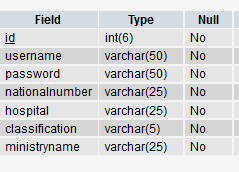 Field Type Null
id int(6) No
username varchar(50) No
password varchar(50) No
nationalnumber varchar(25) No
hospital varchar(25) No
classification varchar(5) No
ministryname varchar(25) No